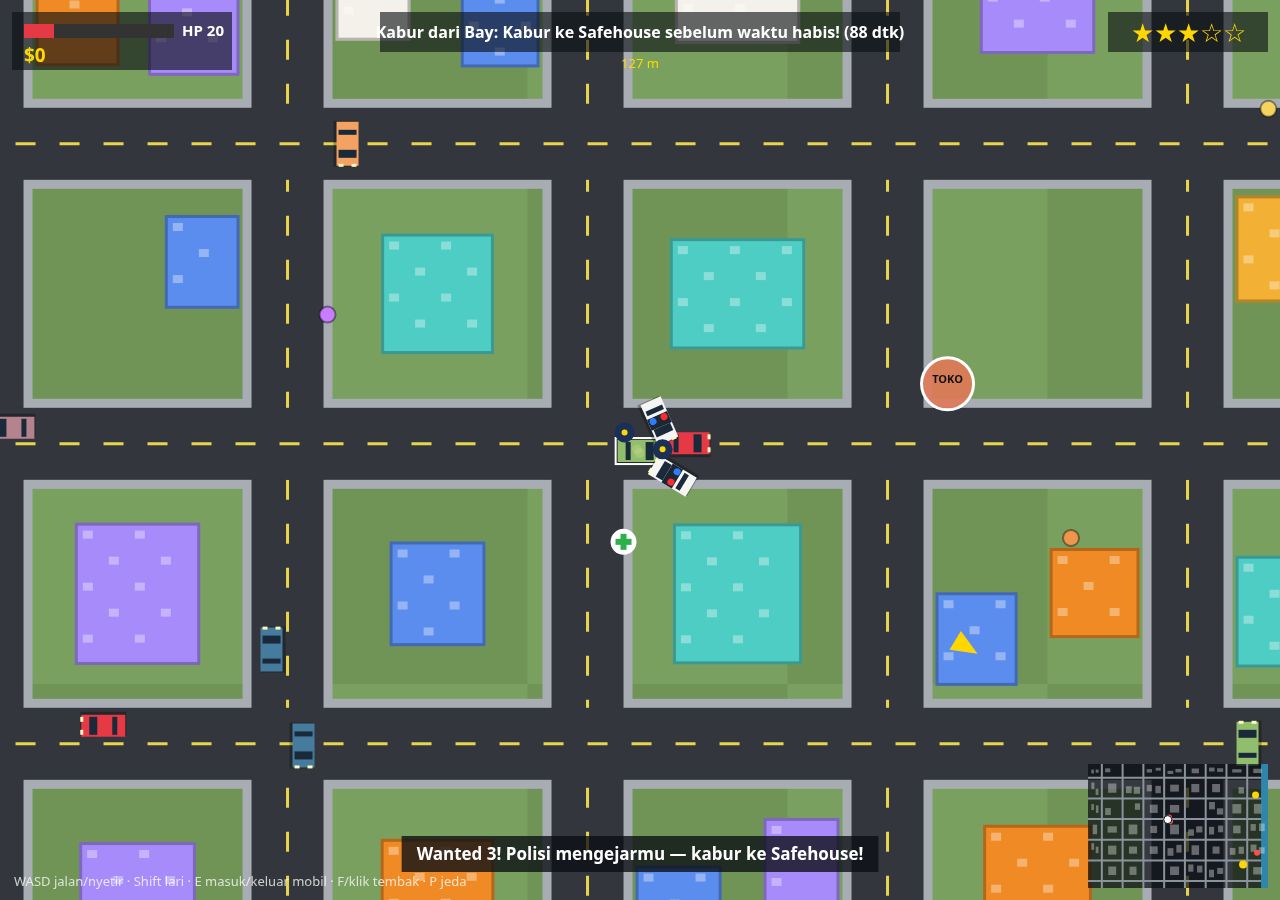 HP 20
$0
Kabur dari Bay: Kabur ke Safehouse sebelum waktu habis! (88 dtk)
127 m
★★★☆☆
TOKO
Wanted 3! Polisi mengejarmu — kabur ke Safehouse!
WASD jalan/nyetir · Shift lari · E masuk/keluar mobil · F/klik tembak · P jeda